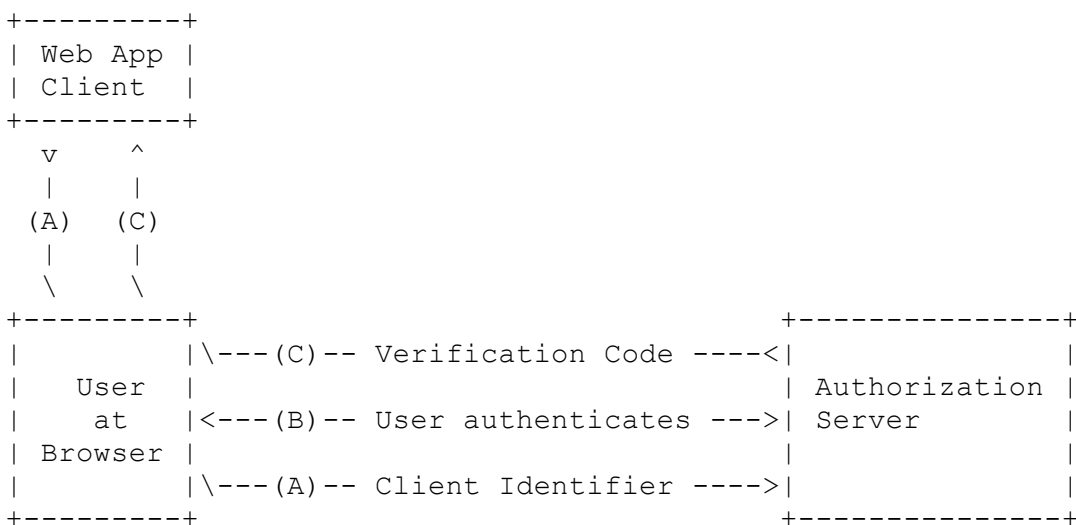 +---------+
| Web App |
| Client  |
+---------+
  v     ^
  |     |
 (A)   (C)
  |     |
  \     \
+---------+                               +---------------+
|         |\---(C)-- Verification Code ----<|               |
|   User  |                               | Authorization |
|    at   |<---(B)-- User authenticates --->| Server        |
| Browser |                               |               |
|         |\---(A)-- Client Identifier ---->|               |
+---------+                               +---------------+